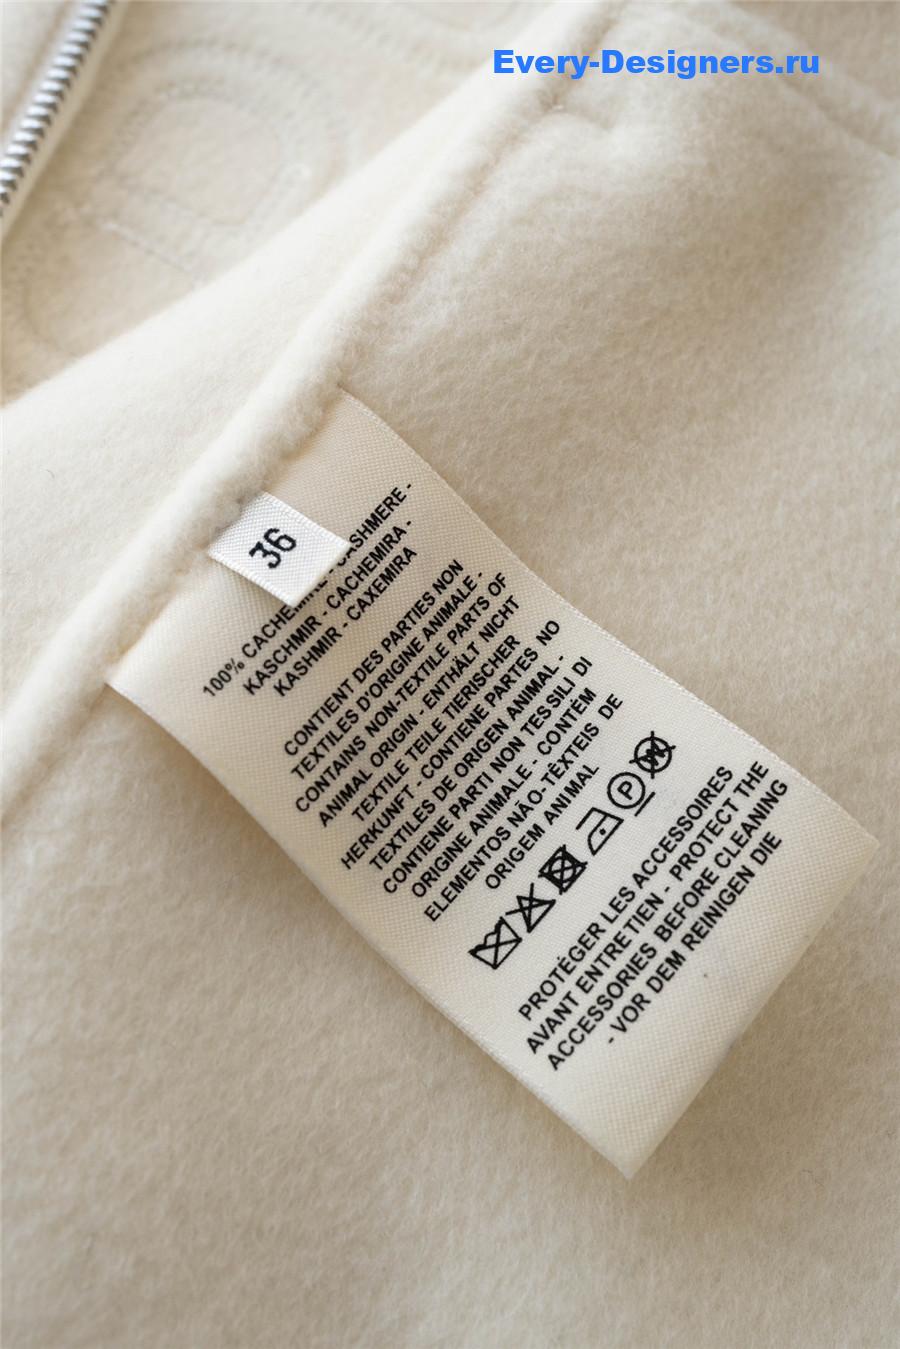 Every-Designers.ru
36
100% CACHEMIRE - CASHMERE -
KASCHMIR - CACHEMIRA -
KASHMIR - CAXEMIRA
CONTIENT DES PARTIES NON
TEXTILES D'ORIGINE ANIMALE -
CONTAINS NON-TEXTILE PARTS OF
ANIMAL ORIGIN - ENTHÄLT NICHT
TEXTILE TEILE TIERISCHER
HERKUNFT - CONTIENE PARTES NO
TEXTILES DE ORIGEN ANIMAL -
CONTIENE PARTI NON TESSILI DI
ORIGINE ANIMALE - CONTÉM
ELEMENTOS NÃO-TÊXTEIS DE
ORIGEM ANIMAL
P
W
PROTÉGER LES ACCESSOIRES
AVANT ENTRETIEN - PROTECT THE
ACCESSORIES BEFORE CLEANING
- VOR DEM REINIGEN DIE